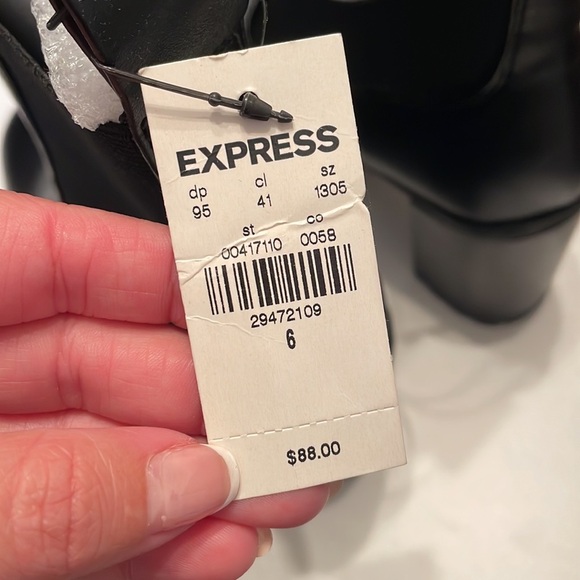 EXPRESS
dp cl sz
95 41 1305
st co
00417110 0058
29472109
6
$88.00